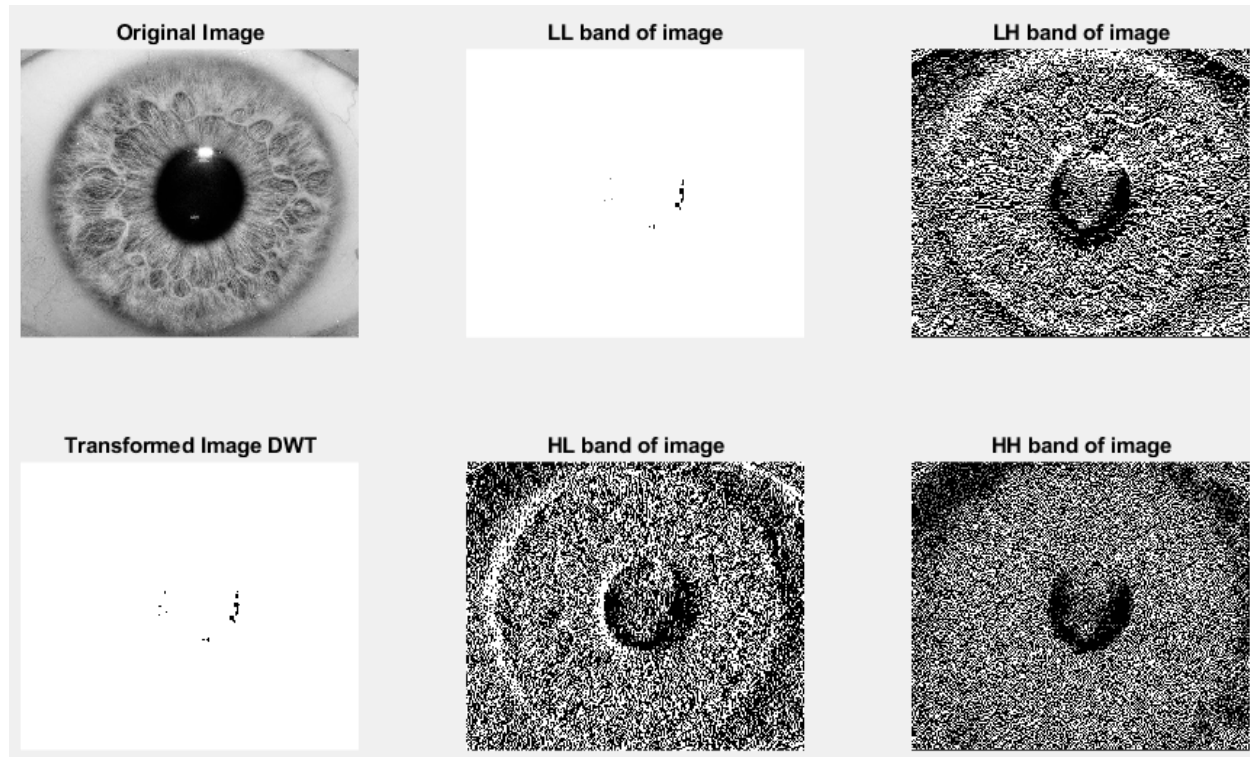 Original Image
LL band of image
LH band of image
Transformed Image DWT
HL band of image
HH band of image